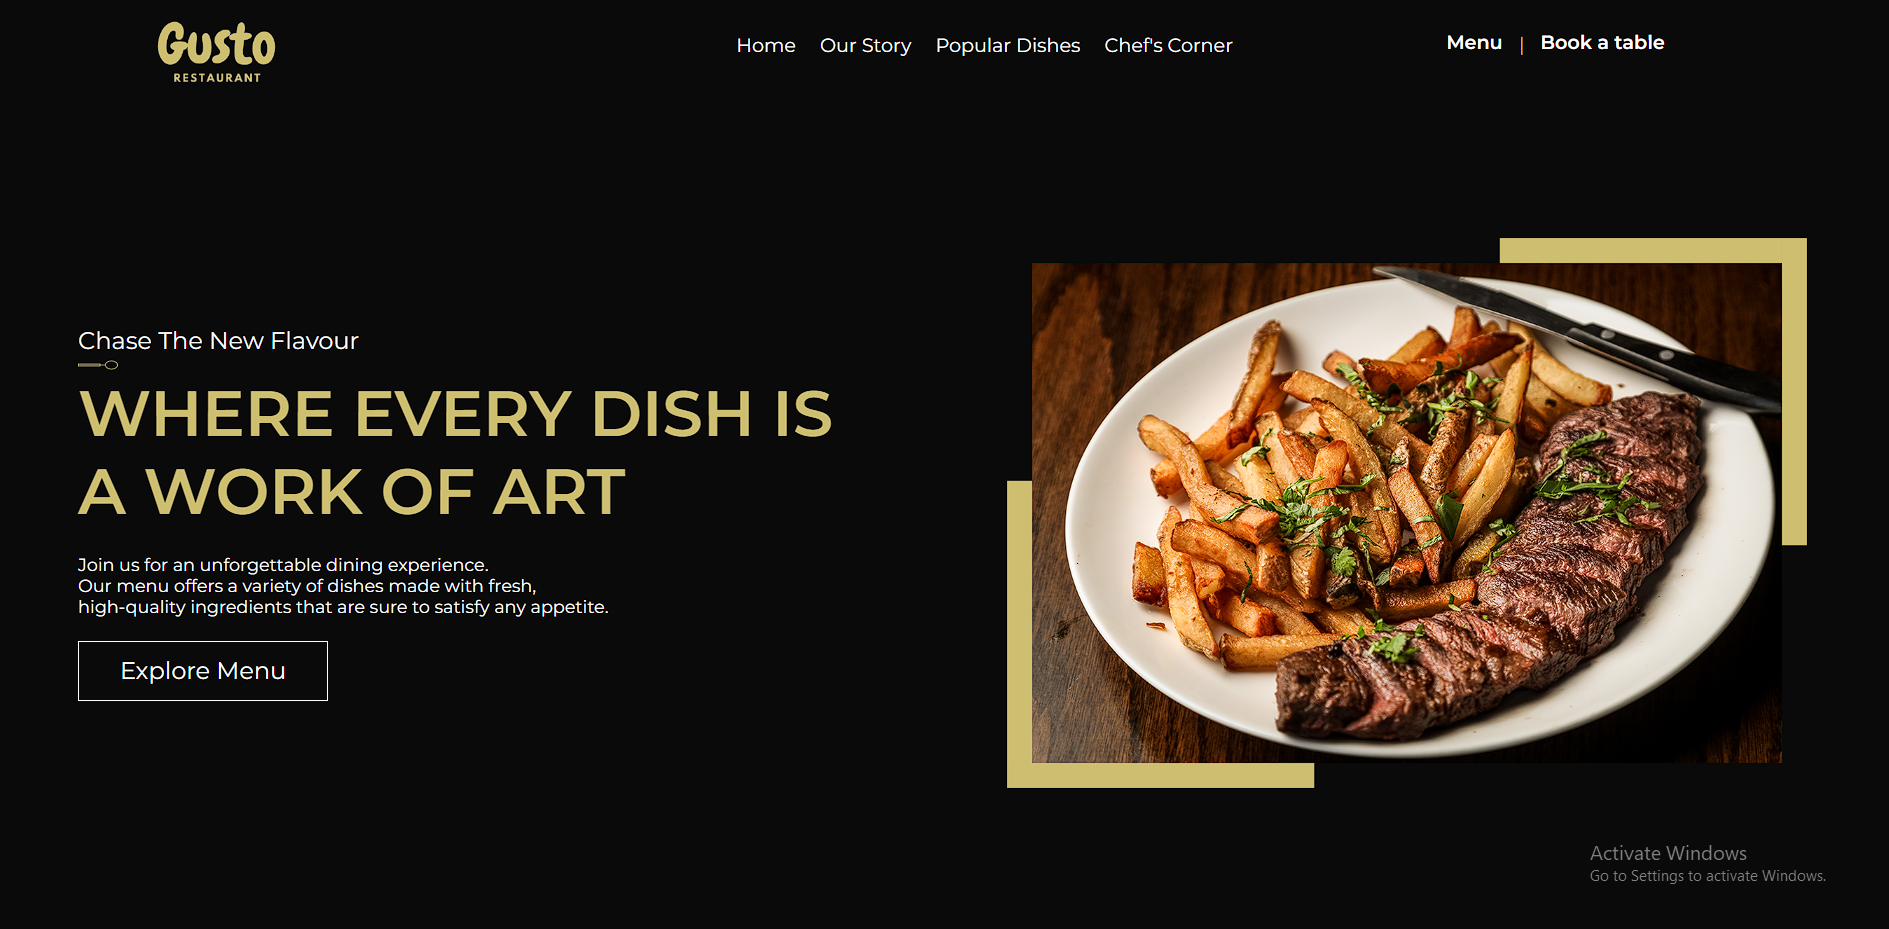 Gusto
RESTAURANT
Home Our Story Popular Dishes Chef's Corner
Menu | Book a table
Chase The New Flavour
WHERE EVERY DISH IS
A WORK OF ART
Join us for an unforgettable dining experience.
Our menu offers a variety of dishes made with fresh,
high-quality ingredients that are sure to satisfy any appetite.
Explore Menu
Activate Windows
Go to Settings to activate Windows.